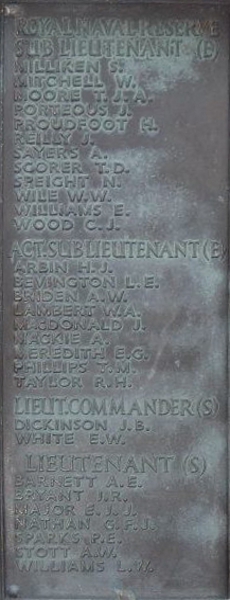 ROYAL NAVAL RESERVE
SUB LIEUTENANT (E)
MILLIKEN S.
MITCHELL W.
MOORE T.J.A.
PORTEOUS J.
PROUDFOOT H.
REILLY J.
SAYERS A.
SCORER T.D.
SPEIGHT N.
WILE W.W.
WILLIAMS E.
WOOD C.J.
ACT.SUB LIEUTENANT (E)
ARBIN H.J.
BEVINGTON L.E.
BRIDEN A.W.
LAMBERT W.A.
MACDONALD J.
MACKIE A.
MEREDITH E.G.
PHILLIPS T.M.
TAYLOR R.H.
LIEUT.COMMANDER (S)
DICKINSON J.B.
WHITE E.W.
LIEUTENANT (S)
BARNETT A.E.
BRYANT J.R.
MAJOR E.J.J.
NATHAN G.F.J.
SPARKS P.E.
STOTT A.W.
WILLIAMS L.W.